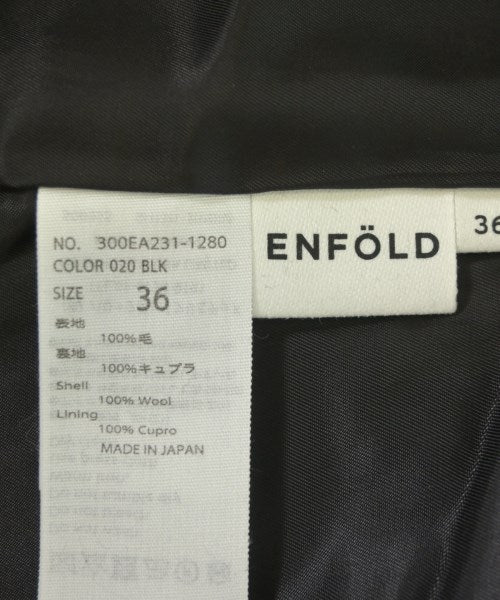 NO. 300EA231-1280
COLOR 020 BLK
SIZE 36
表地
100%毛
裏地
100%キュプラ
Shell
100% Wool
Lining
100% Cupro
MADE IN JAPAN
ENFÖLD
36